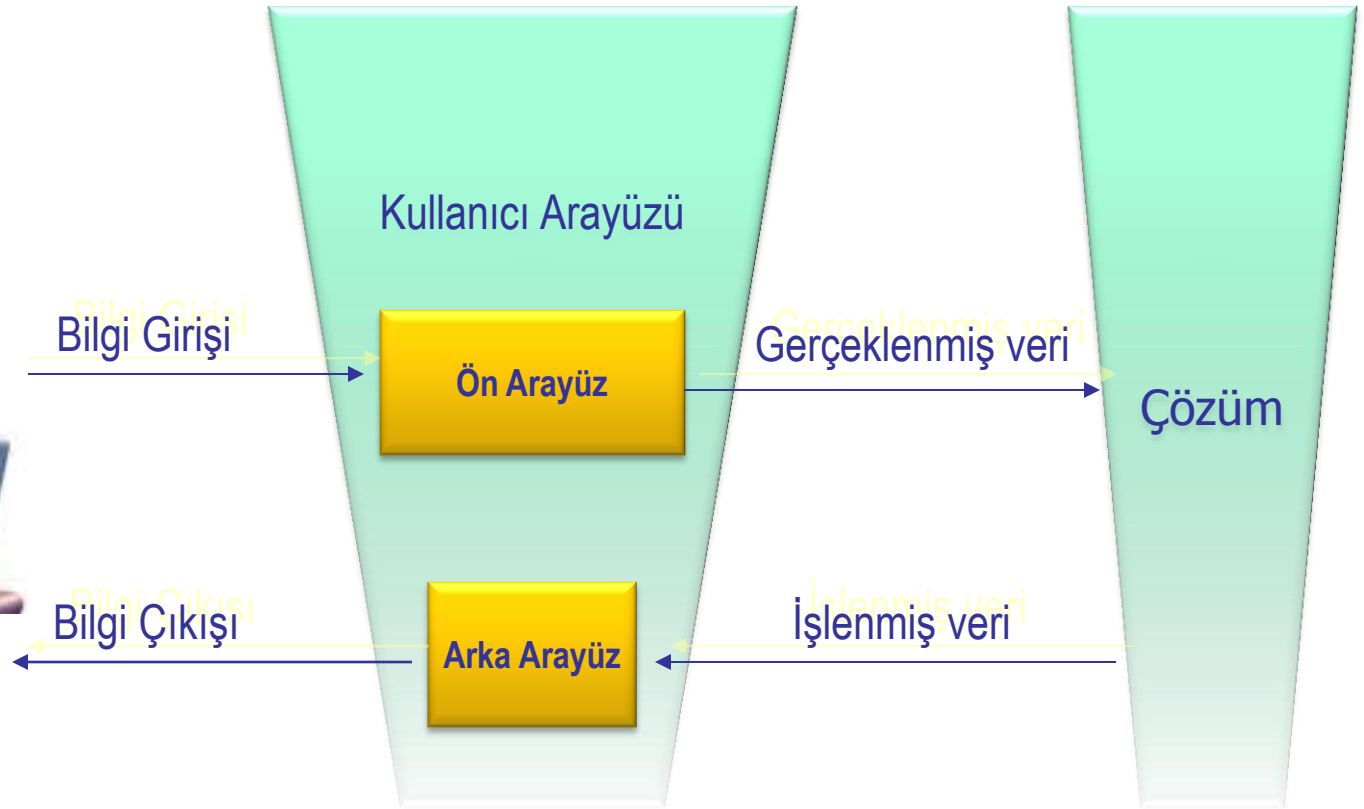 Kullanıcı Arayüzü
Bilgi Girişi
Ön Arayüz
Gerçeklenmiş veri
Çözüm
Bilgi Çıkışı
Arka Arayüz
İşlenmiş veri